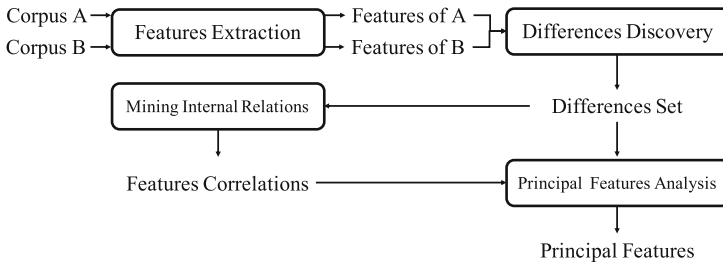 Corpus A
Corpus B
Features Extraction
Features of A
Features of B
Differences Discovery
Mining Internal Relations
Differences Set
Features Correlations
Principal Features Analysis
Principal Features